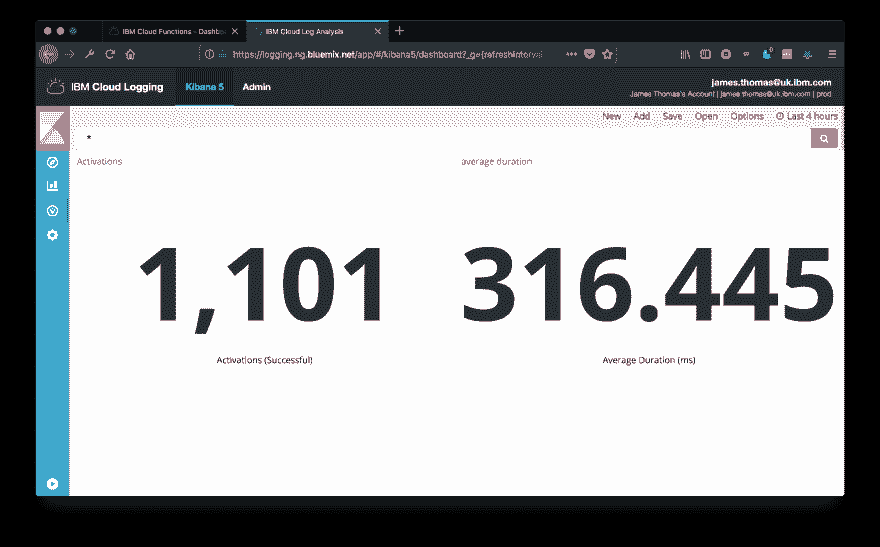 IBM Cloud Functions - Dashb
IBM Cloud Log Analysis
https://logging.ng.bluemix.net/app/#/kibana5/dashboard?_g=(refreshInterval
IBM Cloud Logging
Kibana 5
Admin
james.thomas@uk.ibm.com
James Thomas's Account | james.thomas@uk.ibm.com | prod
New Add Save Open Options Last 4 hours
*
Activations
average duration
1,101
316.445
Activations (Successful)
Average Duration (ms)